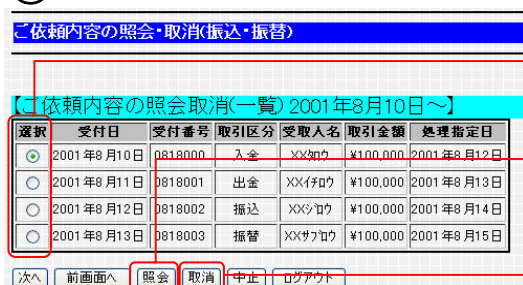 ご依頼内容の照会・取消(振込・振替)
【ご依頼内容の照会取消(一覧) 2001年8月10日～】
選択 受付日 受付番号 取引区分 受取人名 取引金額 処理指定日
2001年8月10日 0818000 入金 ¥100,000 2001年8月12日
2001年8月11日 0818001 出金 XXイチロウ ¥100,000 2001年8月13日
2001年8月12日 0818002 振込 XXジロウ ¥100,000 2001年8月14日
2001年8月13日 0818003 振替 XXサブロウ ¥100,000 2001年8月15日
次へ 前画面へ 照会 取消 中止 ログアウト